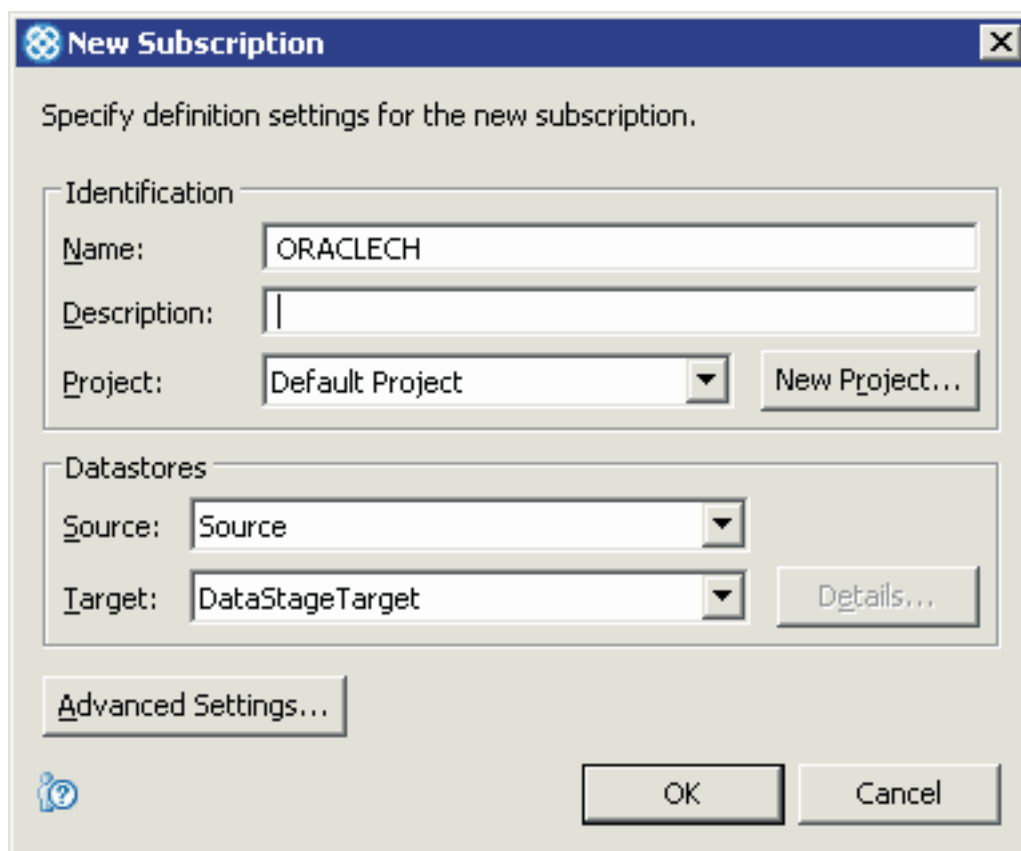 New Subscription
Specify definition settings for the new subscription.
Identification
Name: ORACLECH
Description:
Project: Default Project New Project...
Datastores
Source: Source
Target: DataStageTarget Details...
Advanced Settings...
OK Cancel